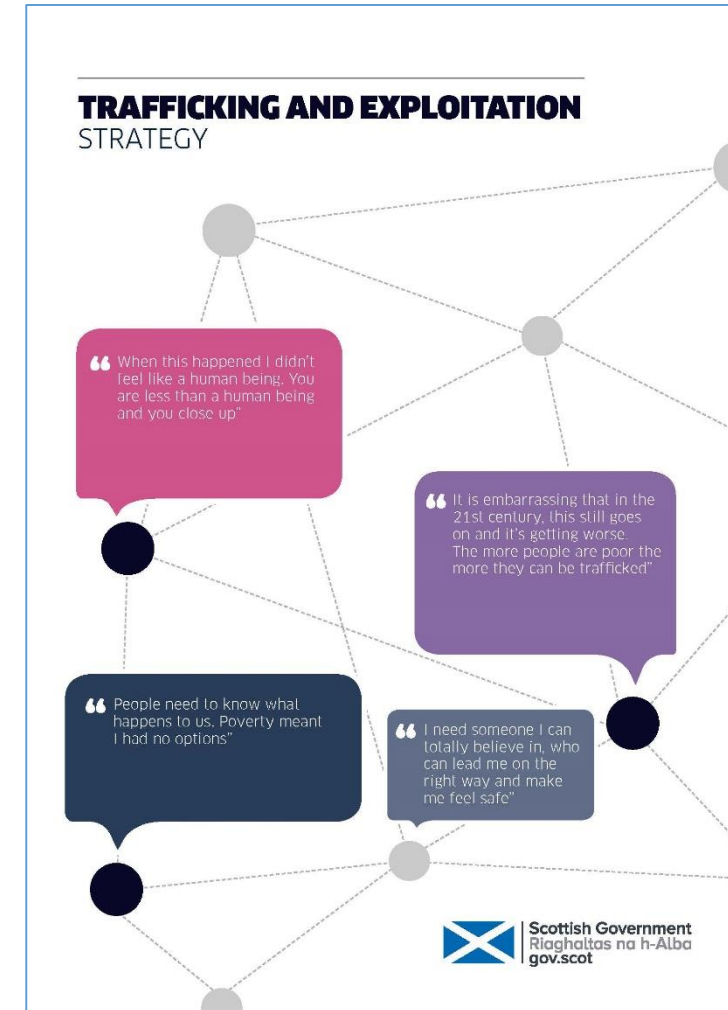 TRAFFICKING AND EXPLOITATION
STRATEGY
“When this happened I didn't
feel like a human being. You
are less than a human being
and you close up”
“It is embarrassing that in the
21st century, this still goes
on and it's getting worse.
The more people are poor the
more they can be trafficked”
“People need to know what
happens to us. Poverty meant
I had no options”
“I need someone I can
totally believe in, who
can lead me on the
right way and make
me feel safe”
Scottish Government
Riaghaltas na h-Alba
gov.scot